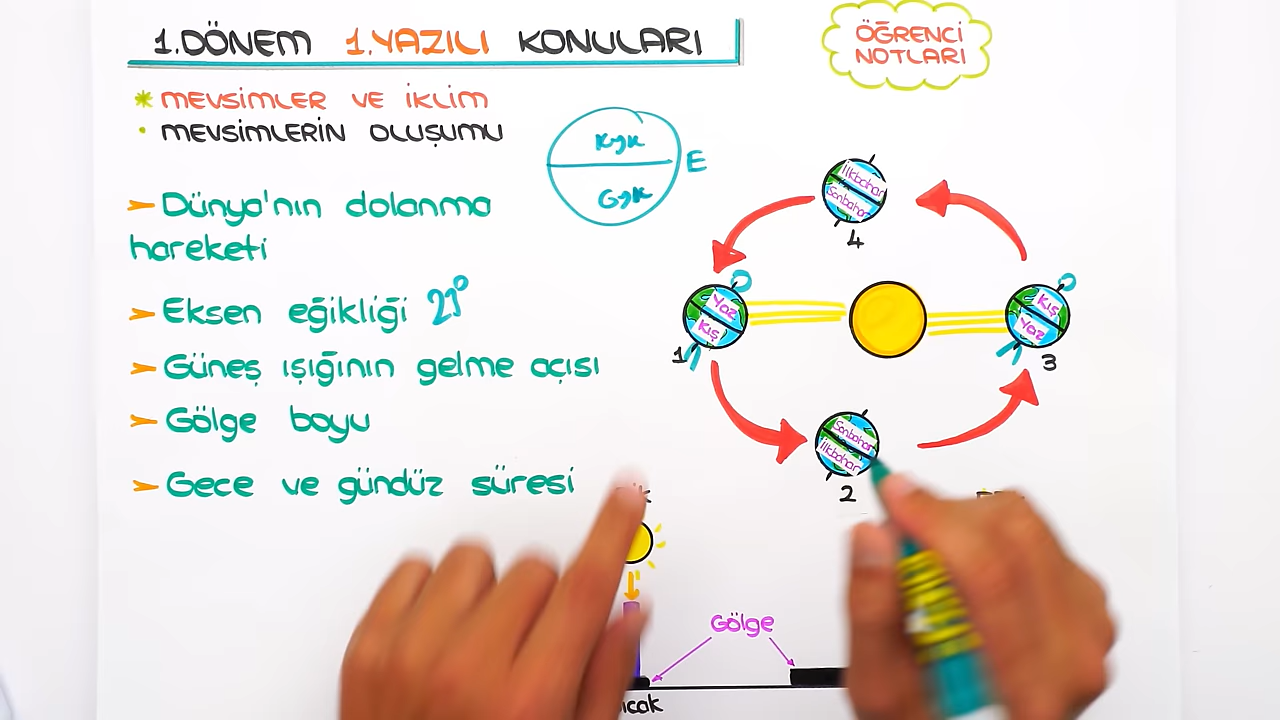 1.DÖNEM 1.YAZILI KONULARI
ÖĞRENCİ
NOTLARI
* MEVSİMLER VE İKLİM
• MEVSİMLERİN OLUŞUMU
KYK
GYK
E
➤ Dünya'nın dolanma
hareketi
➤ Eksen eğikliği
➤ Güneş ışığının gelme açısı
➤ Gölge boyu
➤ Gece ve gündüz süresi
İlkbahar
Sonbahar
4
Yaz
Kış
1
Kış
Yaz
3
Sonbahar
İlkbahar
2
Gölge